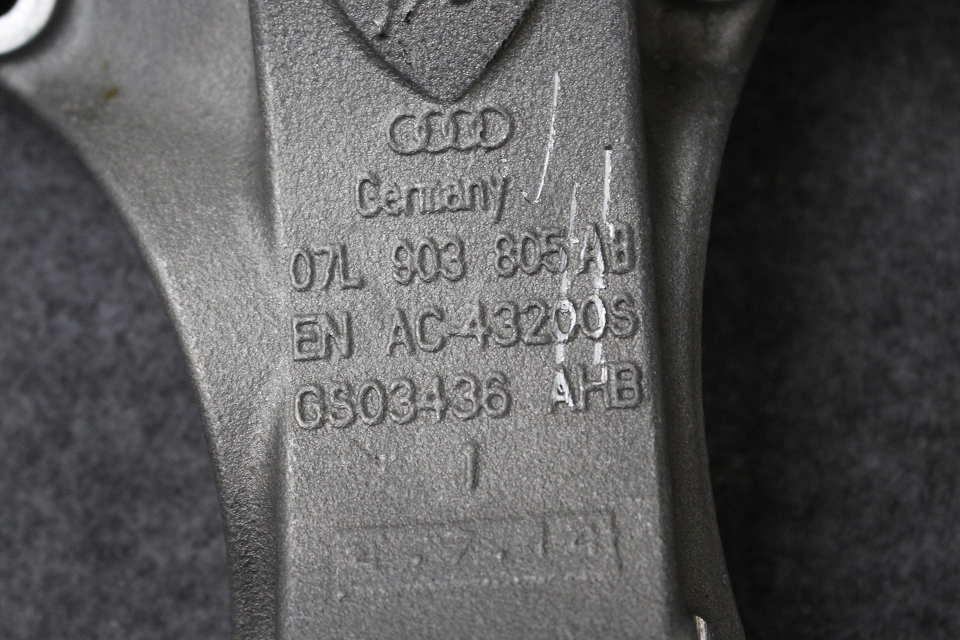 Germany
07L 903 805 AB
EN AC-43200S
GS03436 AHB
1